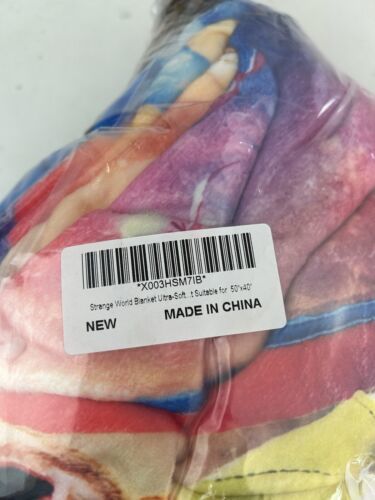 *X003HSM7IB*
Strange World Blanket Ultra-Soft...t Suitable for 50"x40"
NEW
MADE IN CHINA